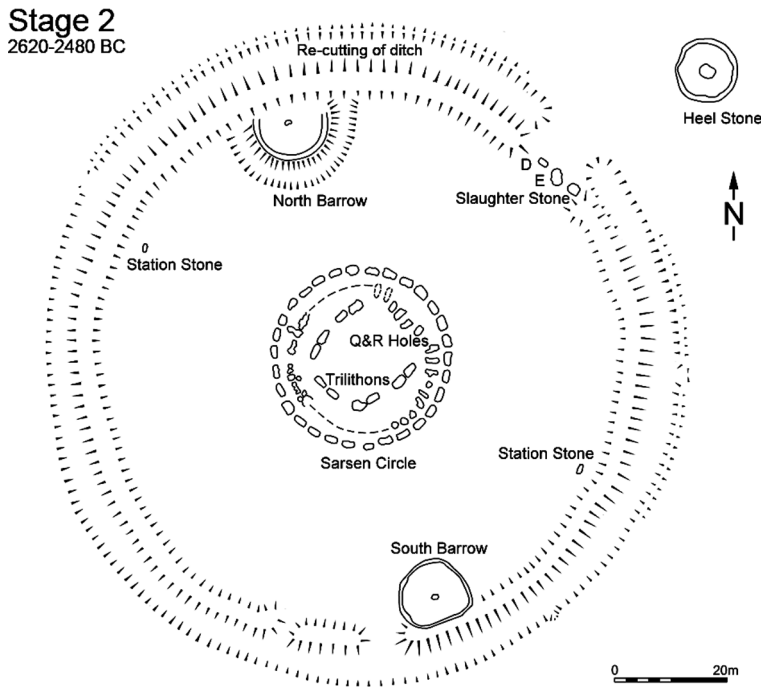 Stage 2
2620-2480 BC
Re-cutting of ditch
Heel Stone
D
E
Slaughter Stone
North Barrow
N
Station Stone
Q&R Holes
Trilithons
Sarsen Circle
Station Stone
South Barrow
0 20m